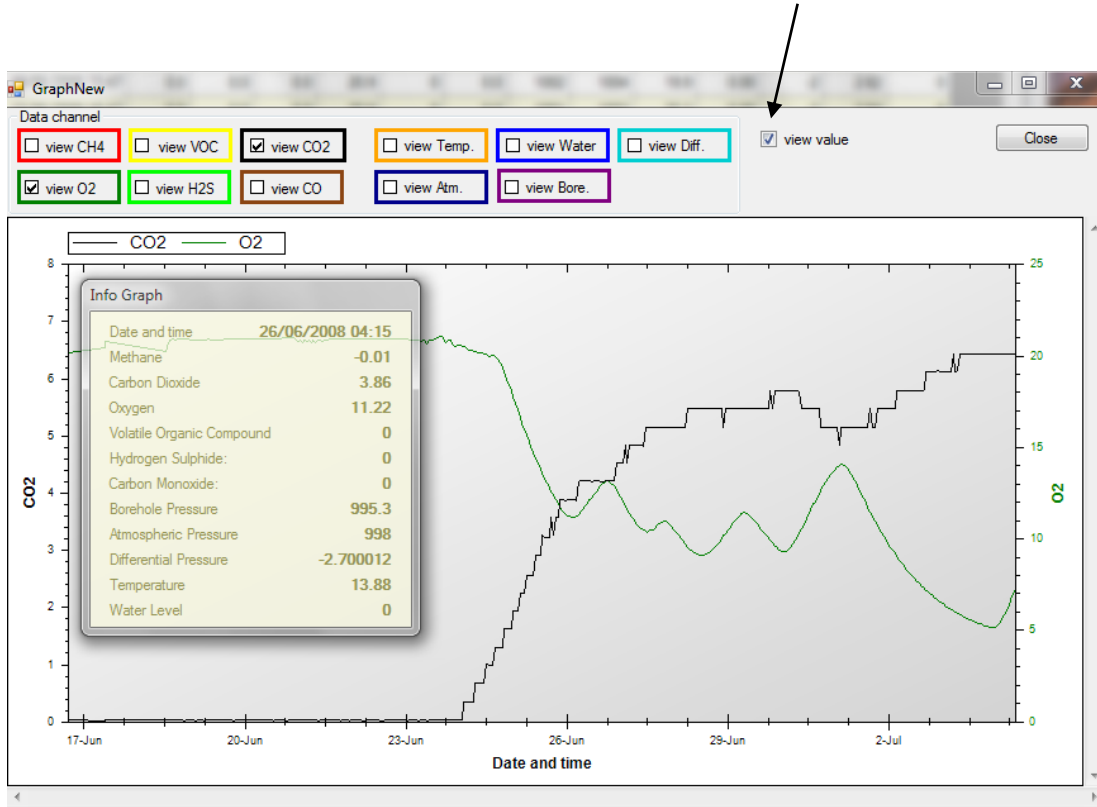 GraphNew
Data channel
view CH4 view VOC view CO2 view Temp. view Water view Diff. view value Close
view O2 view H2S view CO view Atm. view Bore.
CO2 O2
8 25
Info Graph
Date and time 26/06/2008 04:15
Methane -0.01
Carbon Dioxide 3.86
Oxygen 11.22
Volatile Organic Compound 0
Hydrogen Sulphide: 0
Carbon Monoxide: 0
Borehole Pressure 995.3
Atmospheric Pressure 998
Differential Pressure -2.700012
Temperature 13.88
Water Level 0
7
6
5
4
3
2
1
0
CO2
20
15
10
5
0
O2
17-Jun 20-Jun 23-Jun 26-Jun 29-Jun 2-Jul
Date and time